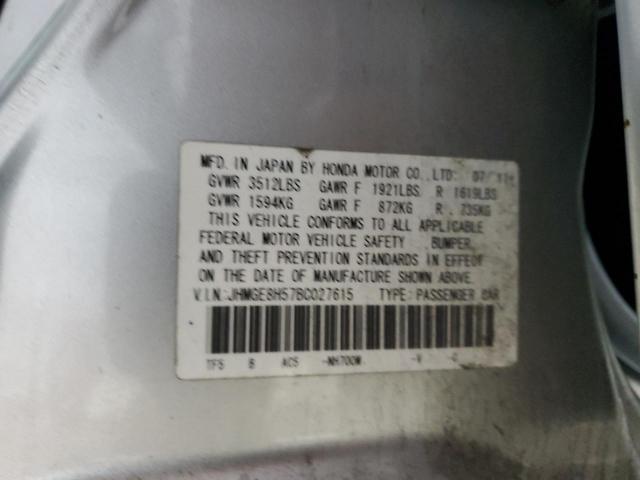 MFD. IN JAPAN BY HONDA MOTOR CO., LTD. 07/11
GVWR 3512LBS GAWR F 1921LBS R 1619LBS
GVWR 1594KG GAWR F 872KG R 735KG
THIS VEHICLE CONFORMS TO ALL APPLICABLE
FEDERAL MOTOR VEHICLE SAFETY, BUMPER,
AND THEFT PREVENTION STANDARDS IN EFFECT
ON THE DATE OF MANUFACTURE SHOWN ABOVE.
V.I.N.:JHMGE8H57BC027615 TYPE: PASSENGER CAR
TF5 B AC5 -NH700M -V -C